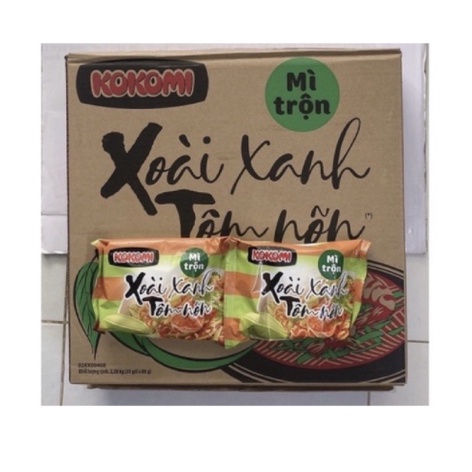 KOKOMI
Mì
trộn
Xoài Xanh
Tôm nõn
(*)
KOKOMI
Mì
trộn
Xoài Xanh
Tôm nõn
KOKOMI
Mì
trộn
Xoài Xanh
Tôm nõn